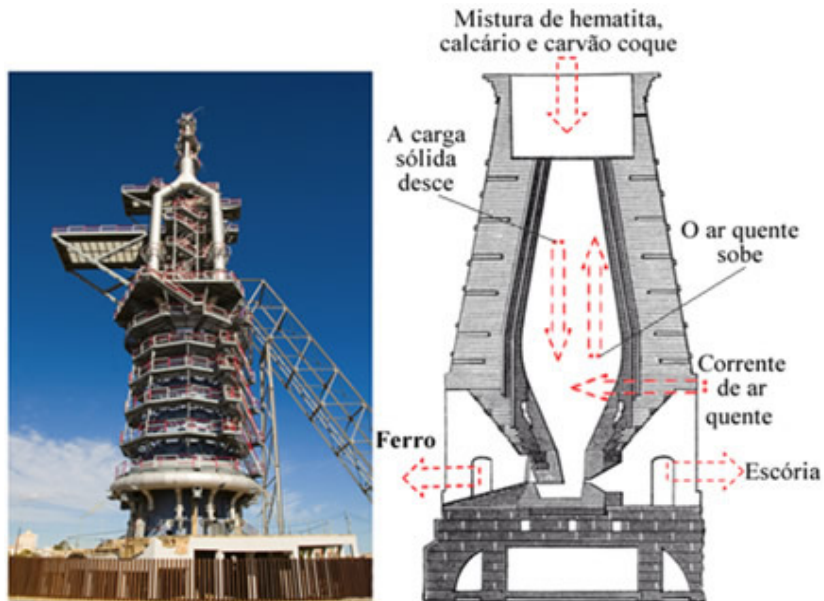 Mistura de hematita,
calcário e carvão coque
A carga
sólida
desce
O ar quente
sobe
Corrente
de ar
quente
Ferro
Escória